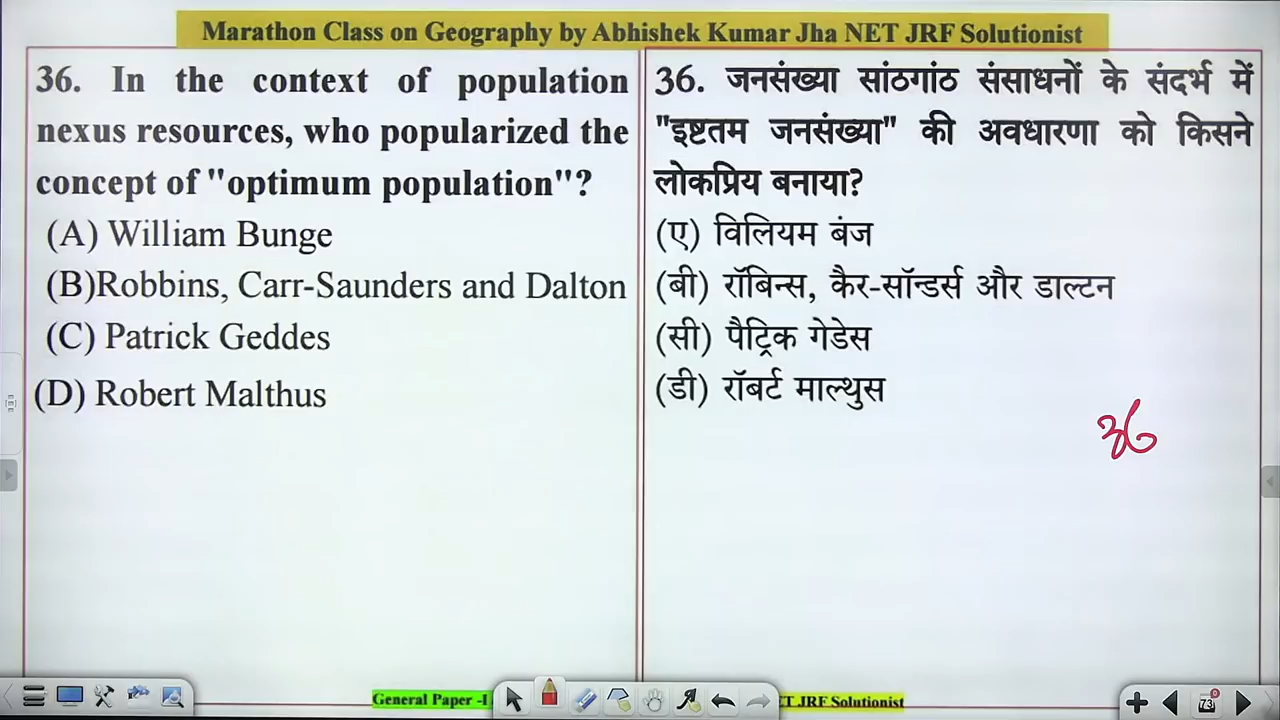 Marathon Class on Geography by Abhishek Kumar Jha NET JRF Solutionist
36. In the context of population
nexus resources, who popularized the
concept of "optimum population"?
(A) William Bunge
(B)Robbins, Carr-Saunders and Dalton
(C) Patrick Geddes
(D) Robert Malthus
36. जनसंख्या सांठगांठ संसाधनों के संदर्भ में
"इष्टतम जनसंख्या" की अवधारणा को किसने
लोकप्रिय बनाया?
(ए) विलियम बंज
(बी) रॉबिन्स, कैर-सॉन्डर्स और डाल्टन
(सी) पैट्रिक गेडेस
(डी) रॉबर्ट माल्थुस
36
General Paper -I
ET JRF Solutionist
73